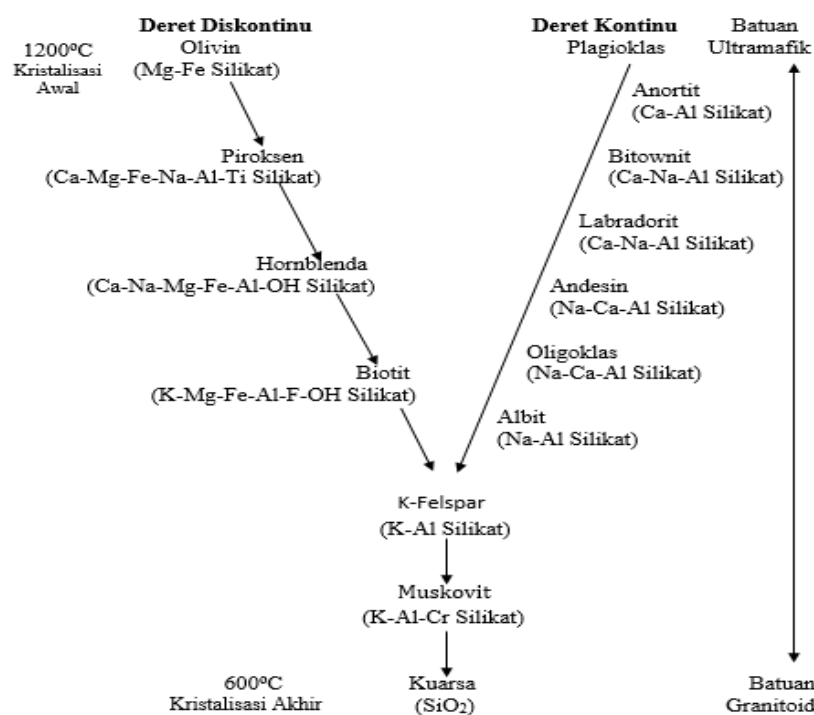 Deret Diskontinu
Deret Kontinu
Batuan
1200ºC
Olivin
Plagioklas
Ultramafik
Kristalisasi
(Mg-Fe Silikat)
Awal
Anortit
(Ca-Al Silikat)
Piroksen
Bitownit
(Ca-Mg-Fe-Na-Al-Ti Silikat)
(Ca-Na-Al Silikat)
Labradorit
(Ca-Na-Al Silikat)
Hornblenda
(Ca-Na-Mg-Fe-Al-OH Silikat)
Andesin
(Na-Ca-Al Silikat)
Oligoklas
Biotit
(Na-Ca-Al Silikat)
(K-Mg-Fe-Al-F-OH Silikat)
Albit
(Na-Al Silikat)
K-Felspar
(K-Al Silikat)
Muskovit
(K-Al-Cr Silikat)
600ºC
Kuarsa
Batuan
Kristalisasi Akhir
(SiO₂)
Granitoid